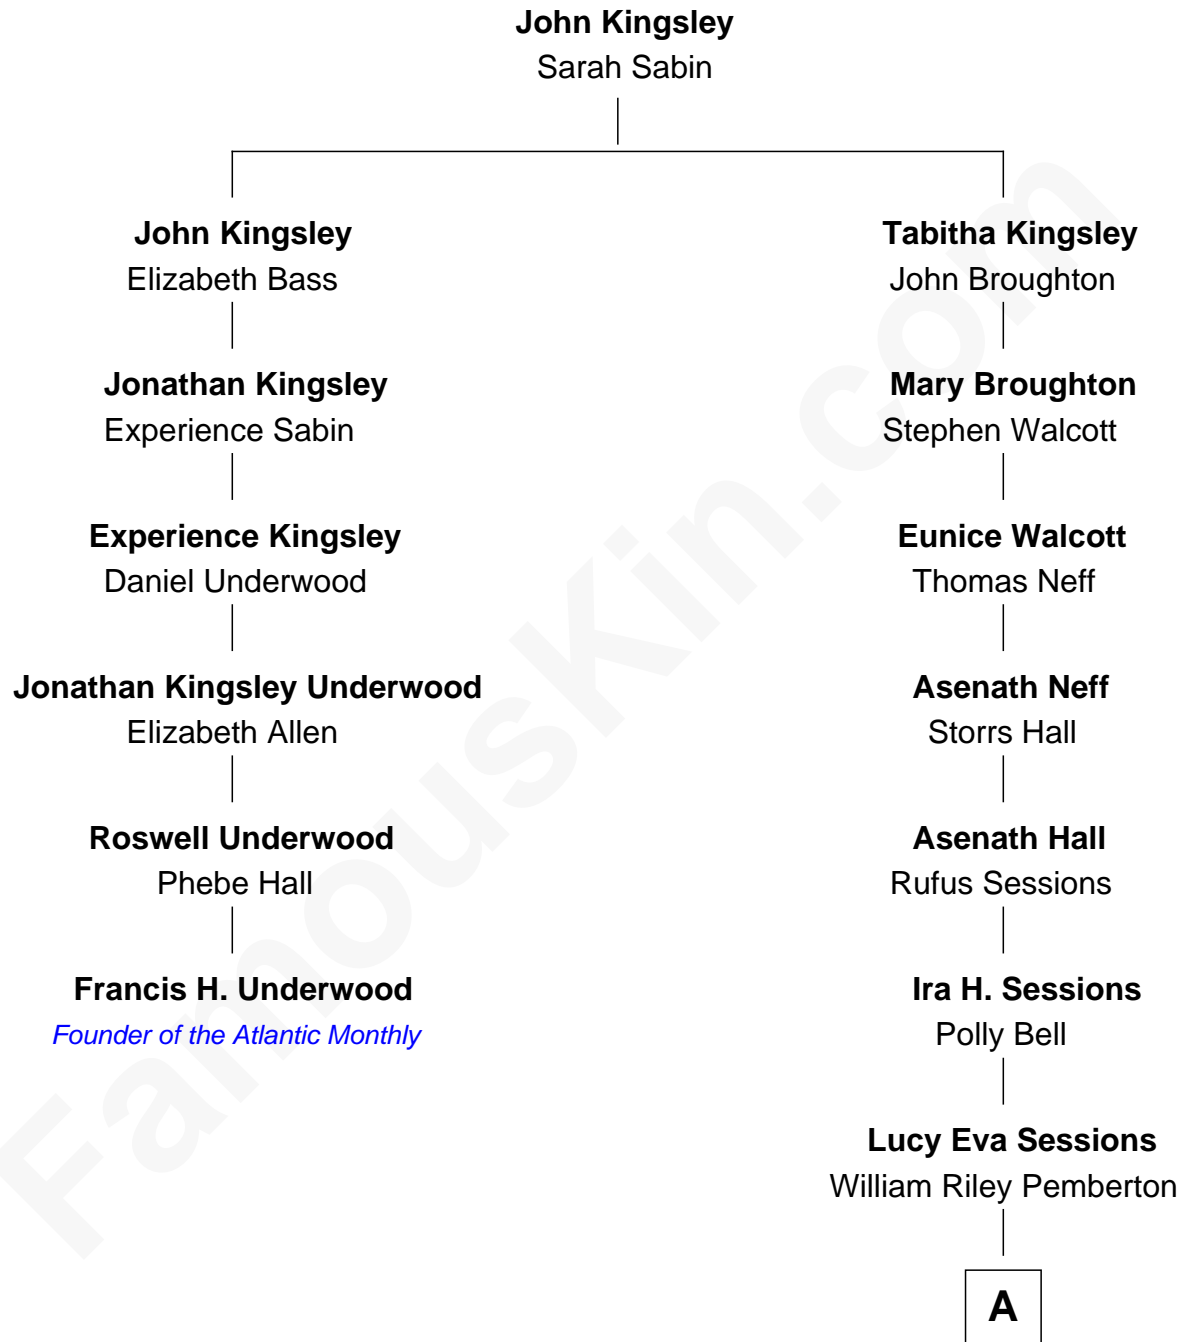 John Kingsley
Sarah Sabin
John Kingsley
Elizabeth Bass
Jonathan Kingsley
Experience Sabin
Experience Kingsley
Daniel Underwood
Jonathan Kingsley Underwood
Elizabeth Allen
Roswell Underwood
Phebe Hall
Francis H. Underwood
Founder of the Atlantic Monthly
Tabitha Kingsley
John Broughton
Mary Broughton
Stephen Walcott
Eunice Walcott
Thomas Neff
Asenath Neff
Storrs Hall
Asenath Hall
Rufus Sessions
Ira H. Sessions
Polly Bell
Lucy Eva Sessions
William Riley Pemberton
A
FamousKin.com